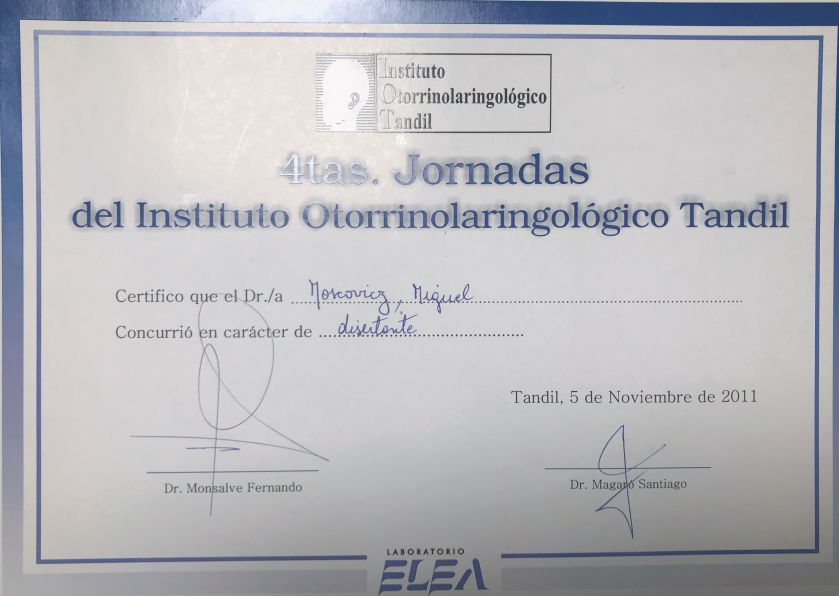 Instituto
Otorrinolaringológico
Tandil
4tas. Jornadas
del Instituto Otorrinolaringológico Tandil
Certifico que el Dr./a Moscovicz, Miguel
Concurrió en carácter de disertante
Tandil, 5 de Noviembre de 2011
Dr. Monsalve Fernando
Dr. Magaró Santiago
LABORATORIO
ELEA